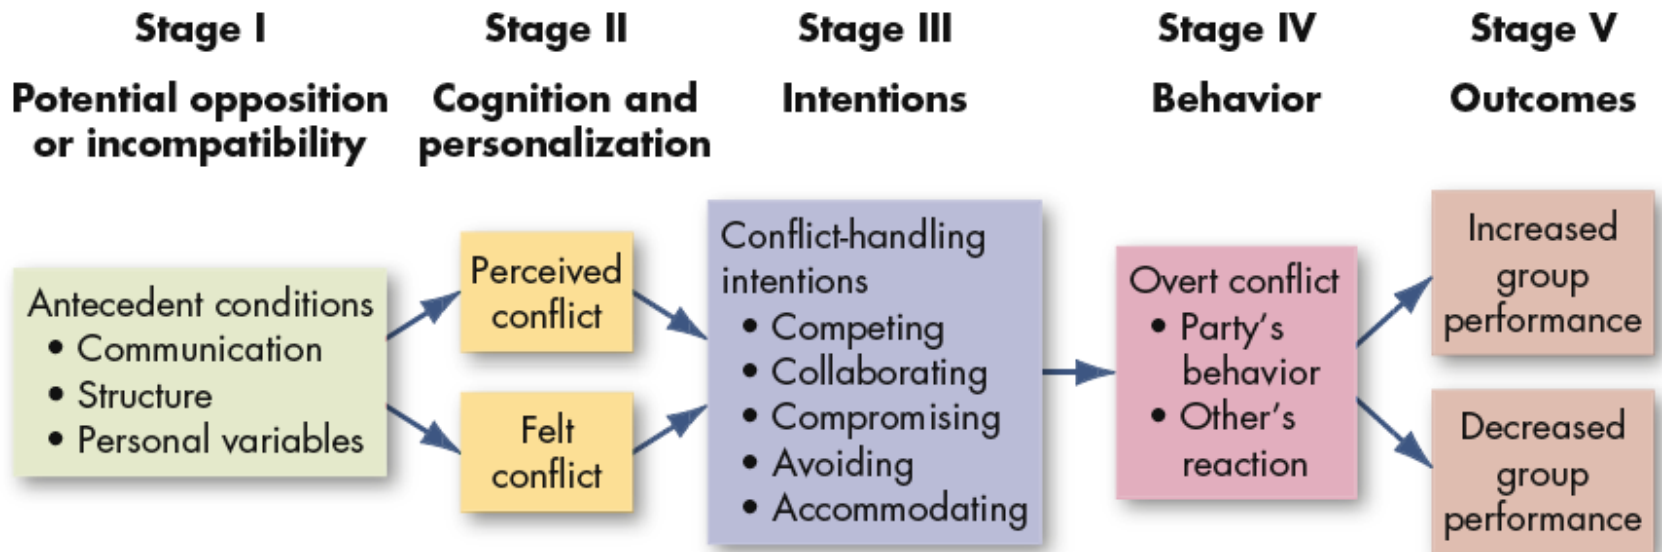 Stage I
Potential opposition
or incompatibility
Stage II
Cognition and
personalization
Stage III
Intentions
Stage IV
Behavior
Stage V
Outcomes
Antecedent conditions
• Communication
• Structure
• Personal variables
Perceived
conflict
Felt
conflict
Conflict-handling
intentions
• Competing
• Collaborating
• Compromising
• Avoiding
• Accommodating
Overt conflict
• Party's
behavior
• Other's
reaction
Increased
group
performance
Decreased
group
performance